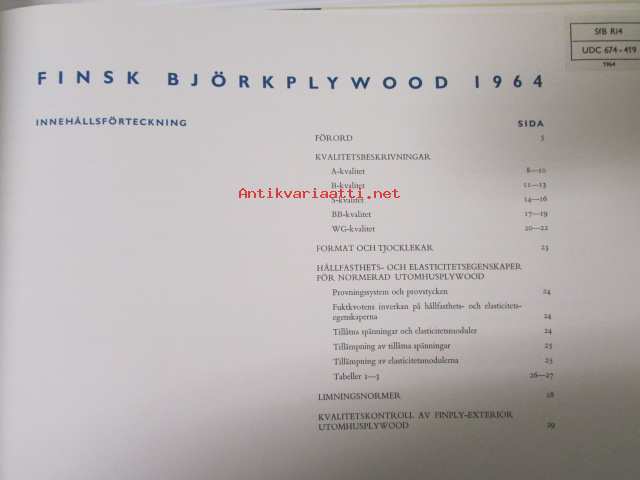 SfB Ri4
UDC 674-419
1964
FINSK BJÖRKPLYWOOD 1964
INNEHÅLLSFÖRTECKNING
SIDA
FÖRORD 5
KVALITETSBESKRIVNINGAR
A-kvalitet 8—10
B-kvalitet 11—13
Antikvariaatti.net
S-kvalitet 14—16
BB-kvalitet 17—19
WG-kvalitet 20—22
FORMAT OCH TJOCKLEKAR 23
HÅLLFASTHETS- OCH ELASTICITETSEGENSKAPER
FÖR NORMERAD UTOMHUSPLYWOOD
Provningssystem och provstycken 24
Fuktkvotens inverkan på hållfasthets- och elasticitets-
egenskaperna 24
Tillåtna spänningar och elasticitetsmoduler 24
Tillämpning av tillåtna spänningar 25
Tillämpning av elasticitetsmodulerna 25
Tabeller 1—3 26—27
LIMNINGSNORMER 28
KVALITETSKONTROLL AV FINPLY-EXTERIÖR
UTOMHUSPLYWOOD 29